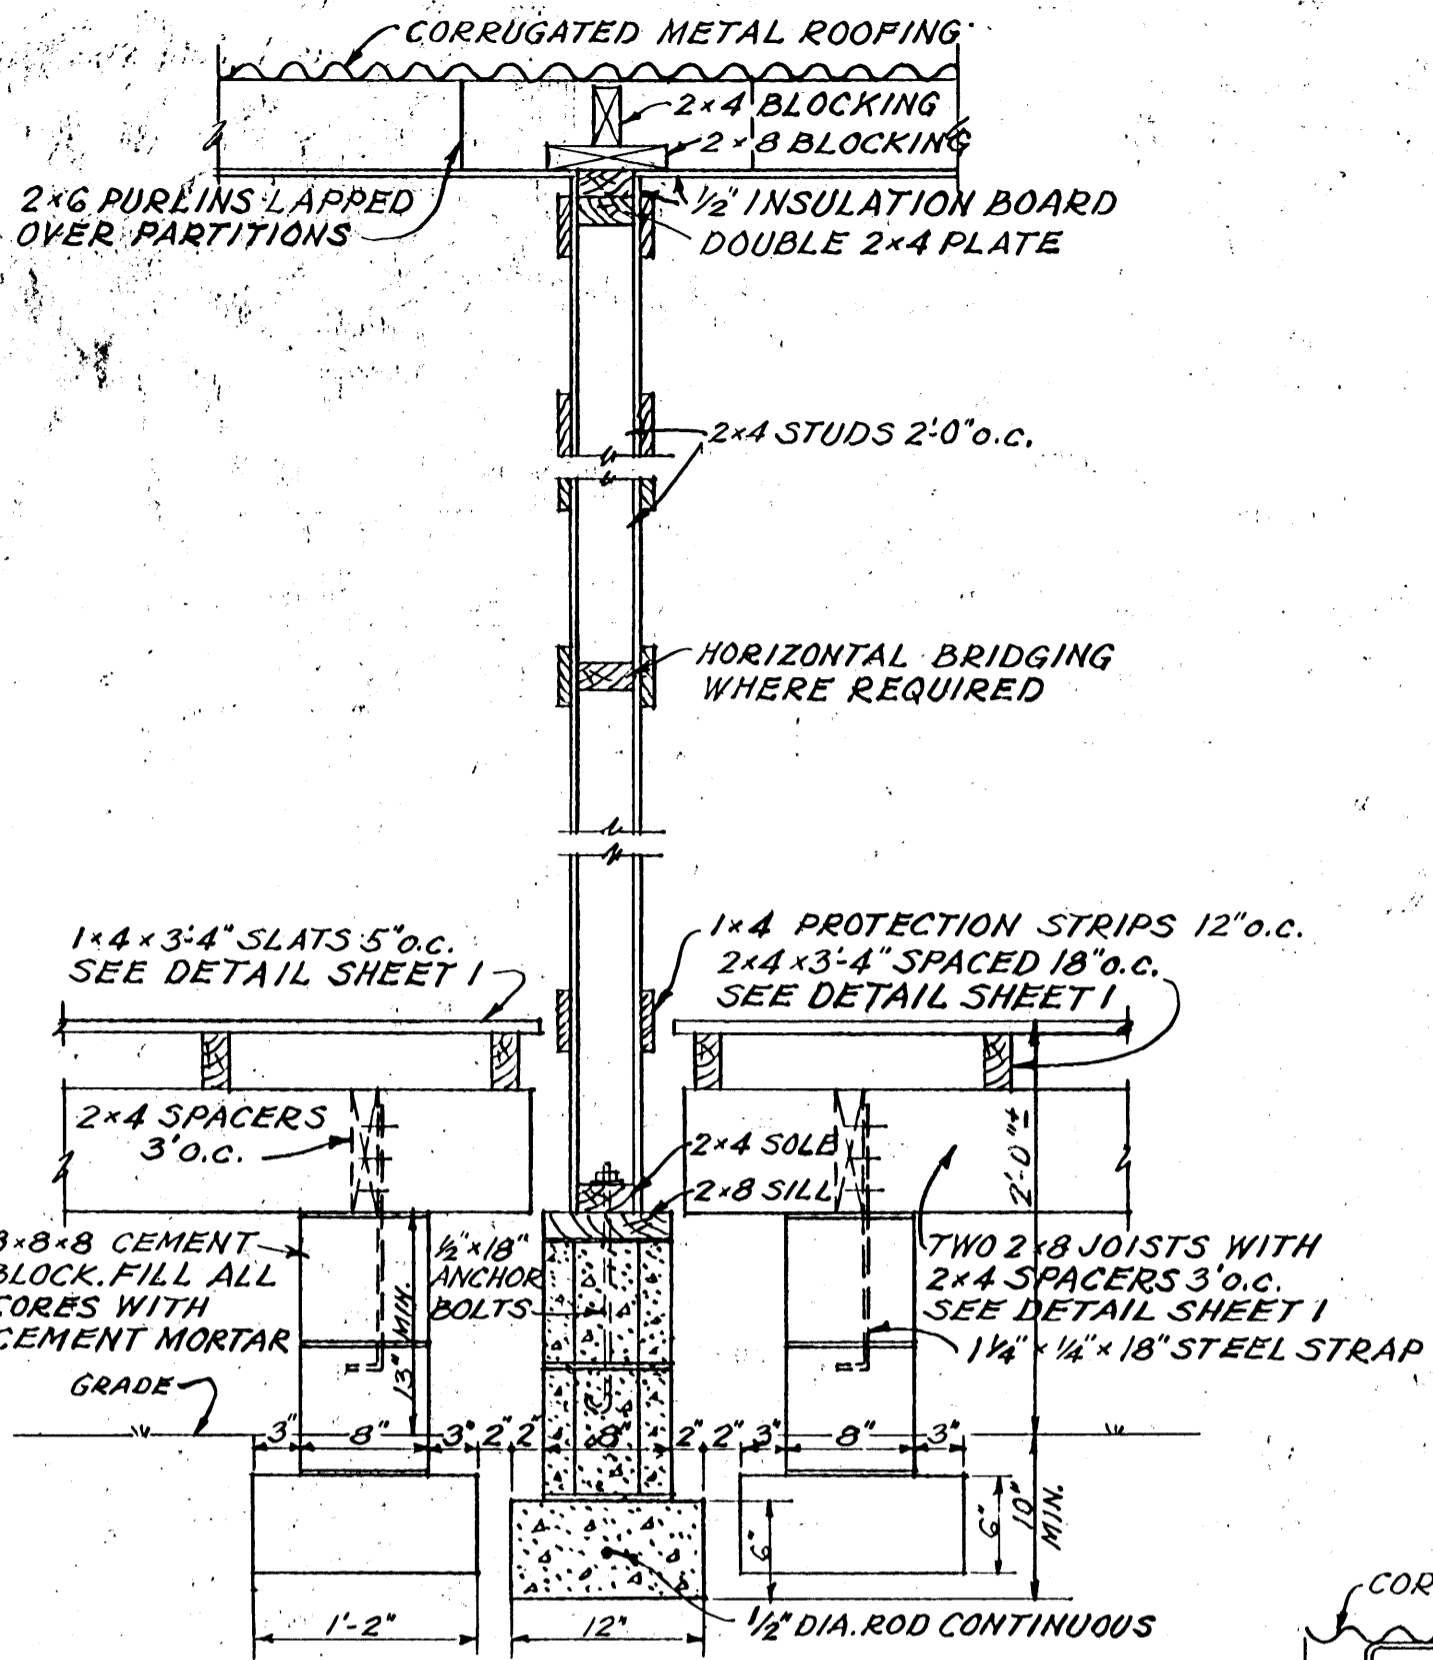 CORRUGATED METAL ROOFING
2×4 BLOCKING
2×8 BLOCKING
2×6 PURLINS LAPPED
OVER PARTITIONS
1/2" INSULATION BOARD
DOUBLE 2×4 PLATE
2×4 STUDS 2'-0" o.c.
HORIZONTAL BRIDGING
WHERE REQUIRED
1×4×3'-4" SLATS 5" o.c.
SEE DETAIL SHEET 1
1×4 PROTECTION STRIPS 12" o.c.
2×4×3'-4" SPACED 18" o.c.
SEE DETAIL SHEET 1
2×4 SPACERS
3' O.C.
2×4 SOLE
2×8 SILL
2'-0"±
8×8 CEMENT
BLOCK. FILL ALL
CORES WITH
CEMENT MORTAR
13" MIN.
1/2"×18"
ANCHOR
BOLTS
TWO 2×8 JOISTS WITH
2×4 SPACERS 3' o.c.
SEE DETAIL SHEET 1
1 1/4" × 1/4" × 18" STEEL STRAP
GRADE
3" 8" 3" 2" 2" 8" 2" 2" 3" 8" 3"
6"
6"
10"
MIN.
1'-2"
12"
1/2" DIA. ROD CONTINUOUS
COR